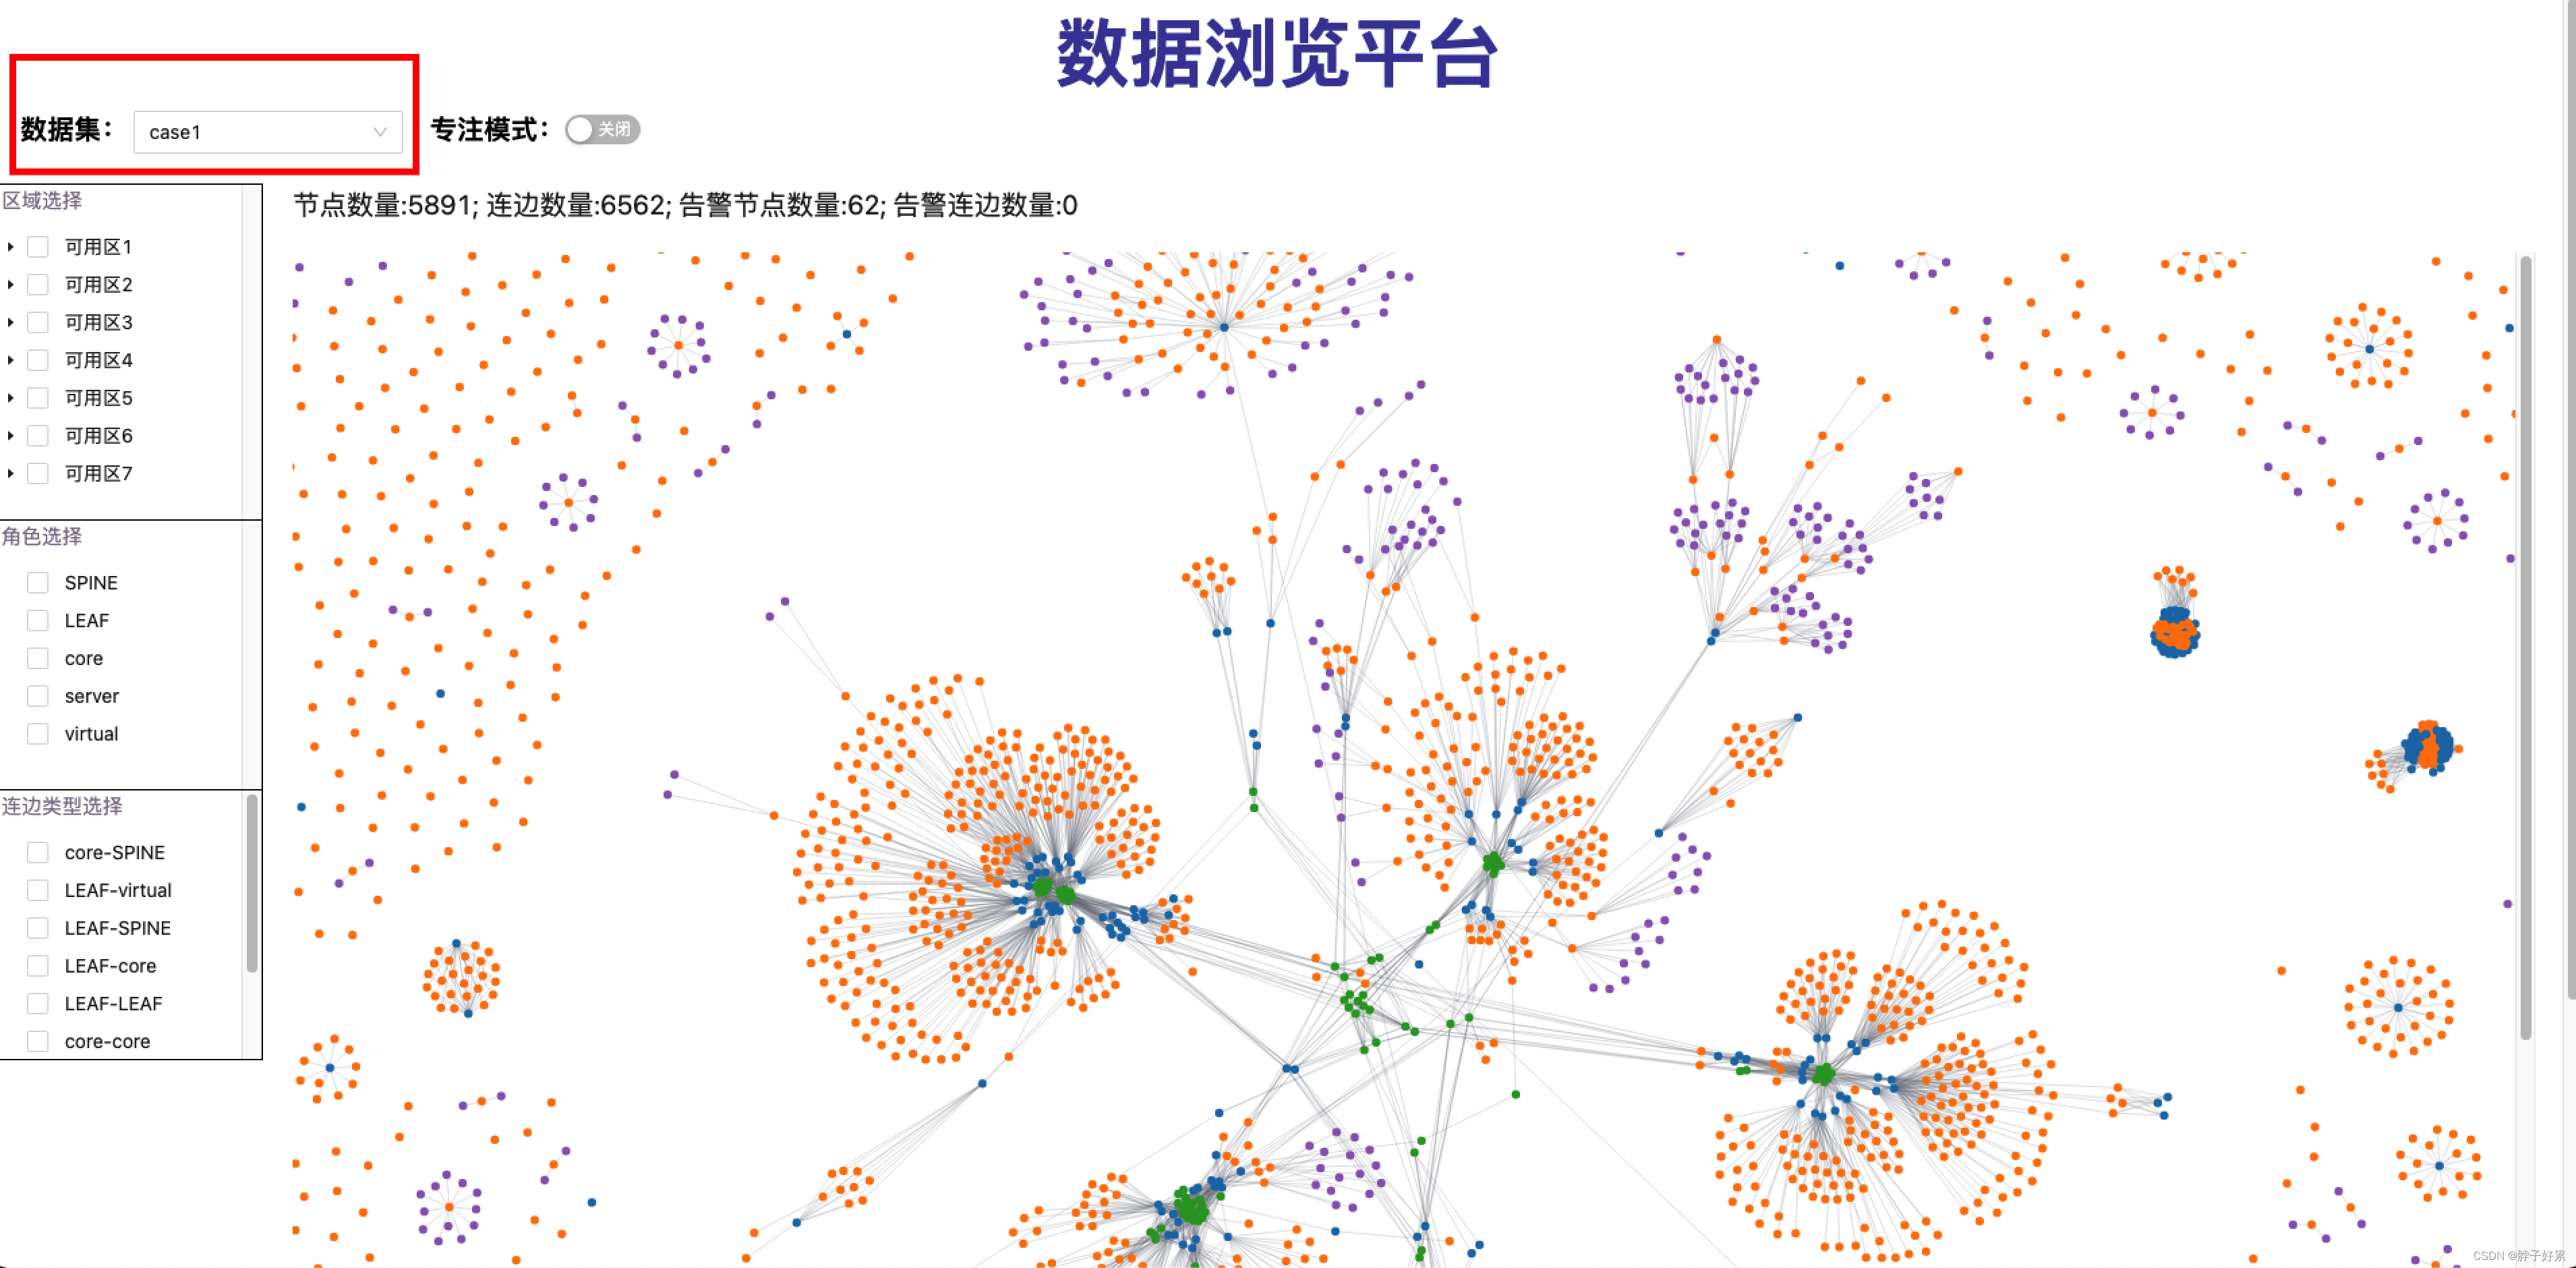 数据浏览平台
数据集： case1 专注模式： 关闭
节点数量:5891; 连边数量:6562; 告警节点数量:62; 告警连边数量:0
区域选择
可用区1
可用区2
可用区3
可用区4
可用区5
可用区6
可用区7
角色选择
SPINE
LEAF
core
server
virtual
连边类型选择
core-SPINE
LEAF-virtual
LEAF-SPINE
LEAF-core
LEAF-LEAF
core-core
CSDN @脖子好累